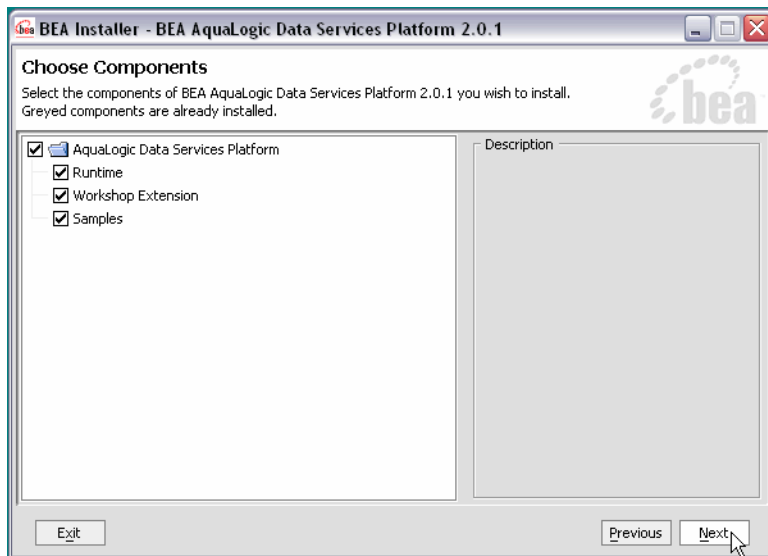 bea BEA Installer - BEA AquaLogic Data Services Platform 2.0.1
Choose Components
Select the components of BEA AquaLogic Data Services Platform 2.0.1 you wish to install.
Greyed components are already installed.
bea
AquaLogic Data Services Platform
Runtime
Workshop Extension
Samples
Description
Exit
Previous
Next